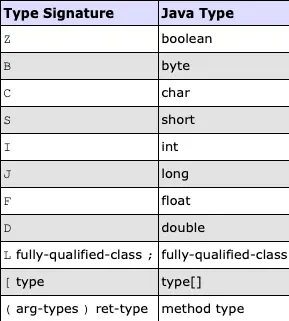 Type Signature Java Type
Z boolean
B byte
C char
S short
I int
J long
F float
D double
L fully-qualified-class ; fully-qualified-class
[ type type[]
( arg-types ) ret-type method type